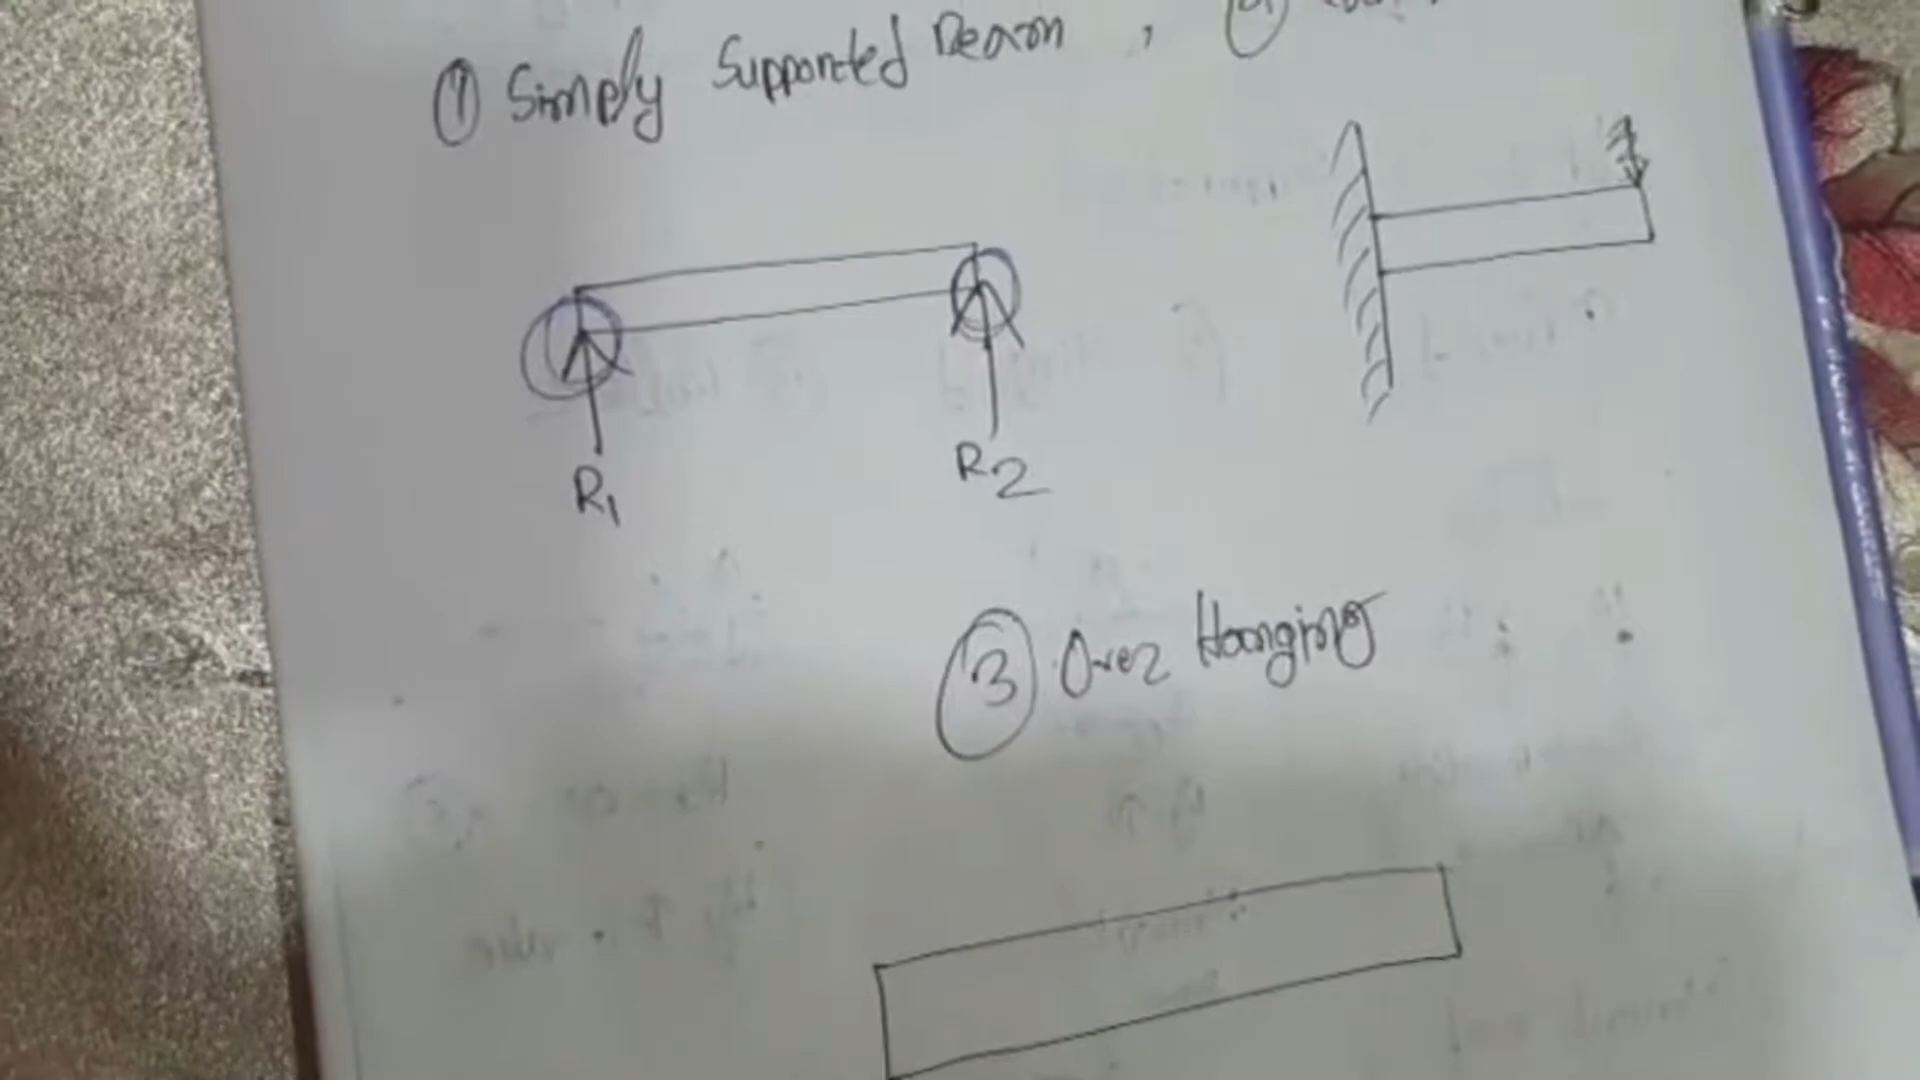 ① Simply Supported Beam ,
R1
R2
③ Over Hanging